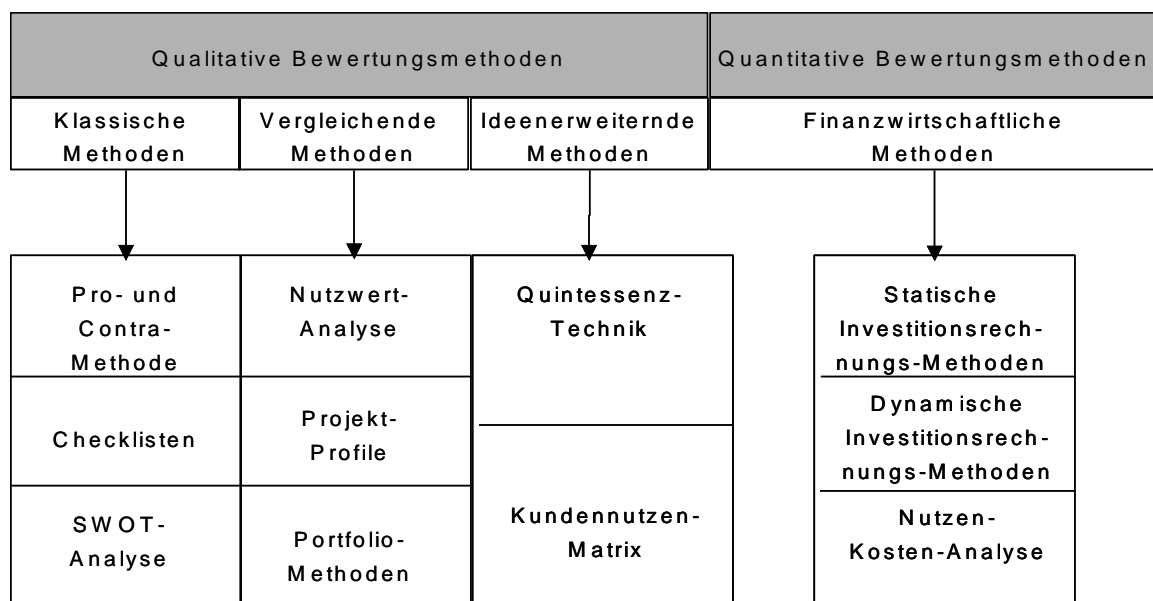 Qualitative Bewertungsmethoden
Quantitative Bewertungsmethoden
Klassische
Methoden
Vergleichende
Methoden
Ideenerweiternde
Methoden
Finanzwirtschaftliche
Methoden
Pro- und
Contra-
Methode
Checklisten
SWOT-
Analyse
Nutzwert-
Analyse
Projekt-
Profile
Portfolio-
Methoden
Quintessenz-
Technik
Kundennutzen-
Matrix
Statische
Investitionsrech-
nungs-Methoden
Dynamische
Investitionsrech-
nungs-Methoden
Nutzen-
Kosten-Analyse